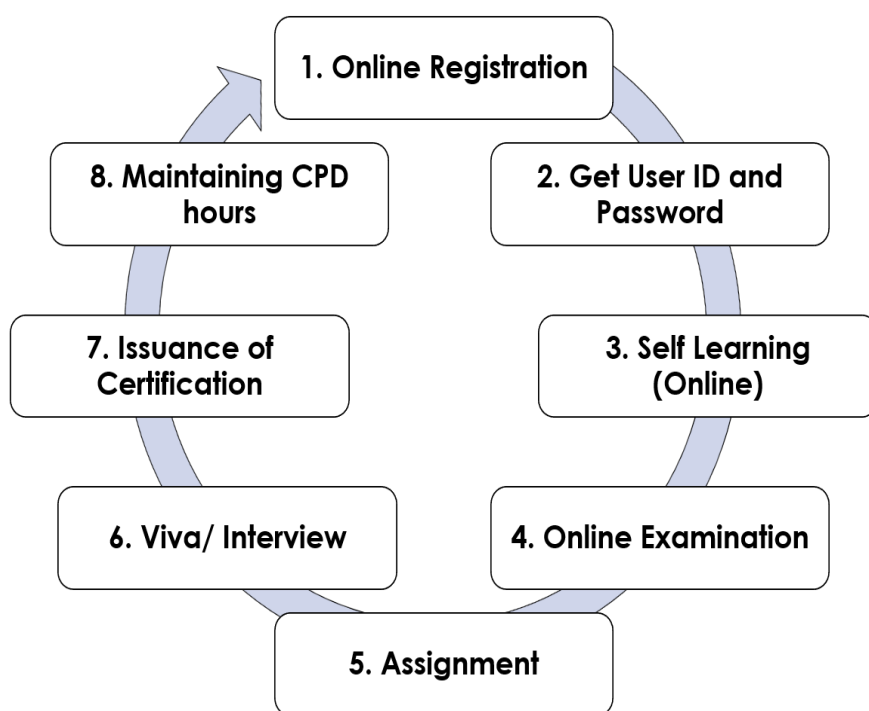 1. Online Registration
2. Get User ID and
Password
3. Self Learning
(Online)
4. Online Examination
5. Assignment
6. Viva/ Interview
7. Issuance of
Certification
8. Maintaining CPD
hours